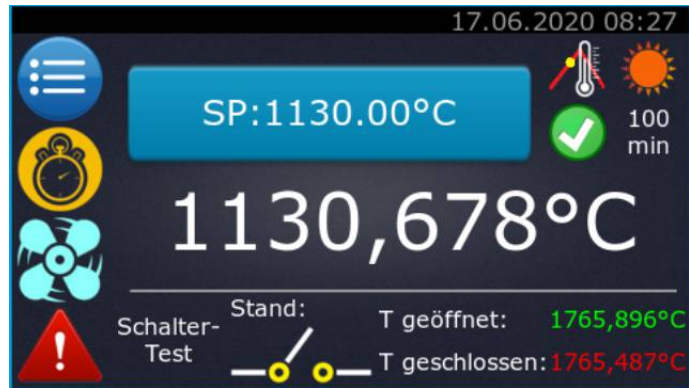 17.06.2020 08:27
SP:1130.00°C
100
min
1130,678°C
Schalter-
Test
Stand:
T geöffnet: 1765,896°C
T geschlossen: 1765,487°C